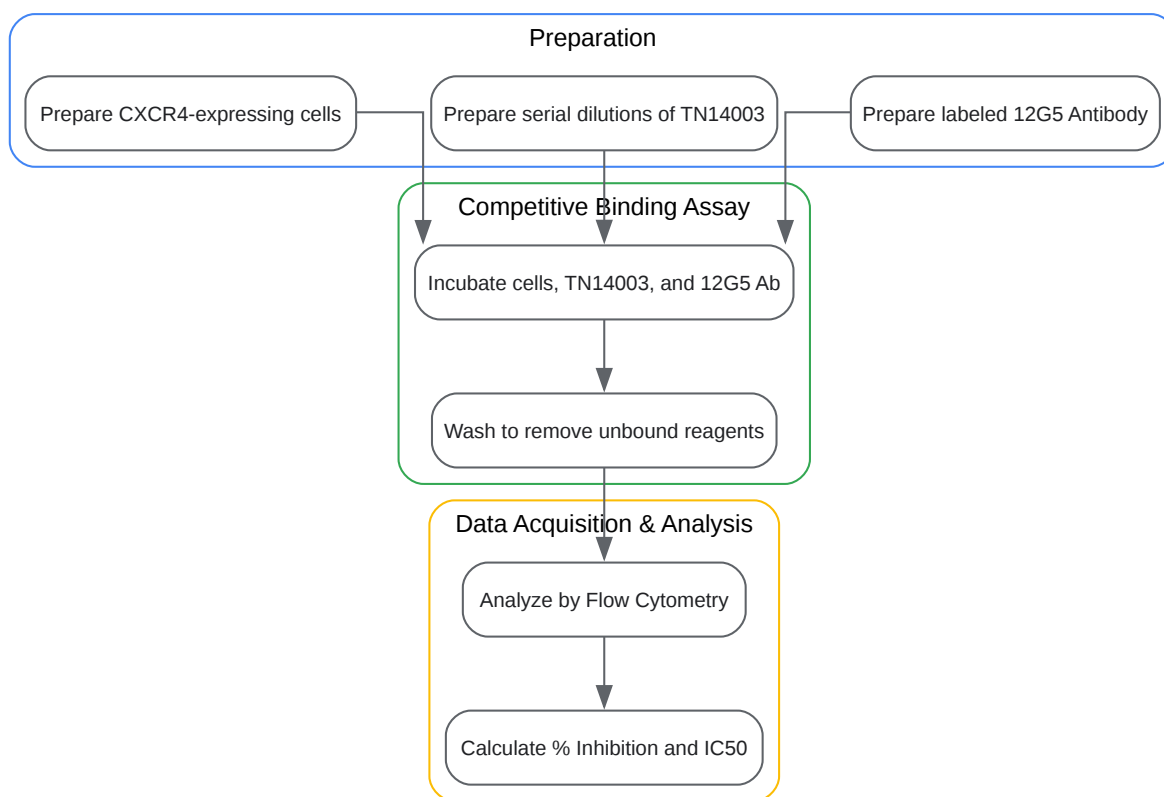 Preparation
Prepare CXCR4-expressing cells
Prepare serial dilutions of TN14003
Prepare labeled 12G5 Antibody
Competitive Binding Assay
Incubate cells, TN14003, and 12G5 Ab
Wash to remove unbound reagents
Data Acquisition & Analysis
Analyze by Flow Cytometry
Calculate % Inhibition and IC50